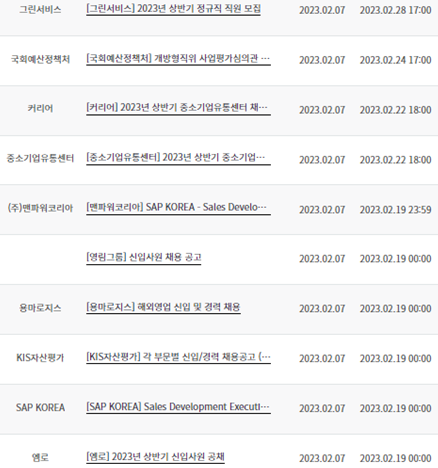 그린서비스 [그린서비스] 2023년 상반기 정규직 직원 모집 2023.02.07 2023.02.28 17:00
국회예산정책처 [국회예산정책처] 개방형직위 사업평가심의관 ... 2023.02.07 2023.02.24 17:00
커리어 [커리어] 2023년 상반기 중소기업유통센터 채... 2023.02.07 2023.02.22 18:00
중소기업유통센터 [중소기업유통센터] 2023년 상반기 중소기업... 2023.02.07 2023.02.22 18:00
(주)맨파워코리아 [맨파워코리아] SAP KOREA - Sales Develo... 2023.02.07 2023.02.19 23:59
[영림그룹] 신입사원 채용 공고 2023.02.07 2023.02.19 00:00
용마로지스 [용마로지스] 해외영업 신입 및 경력 채용 2023.02.07 2023.02.19 00:00
KIS자산평가 [KIS자산평가] 각 부문별 신입/경력 채용공고 (... 2023.02.07 2023.02.19 00:00
SAP KOREA [SAP KOREA] Sales Development Executi... 2023.02.07 2023.02.19 00:00
엠로 [엠로] 2023년 상반기 신입사원 공채 2023.02.07 2023.02.19 00:00